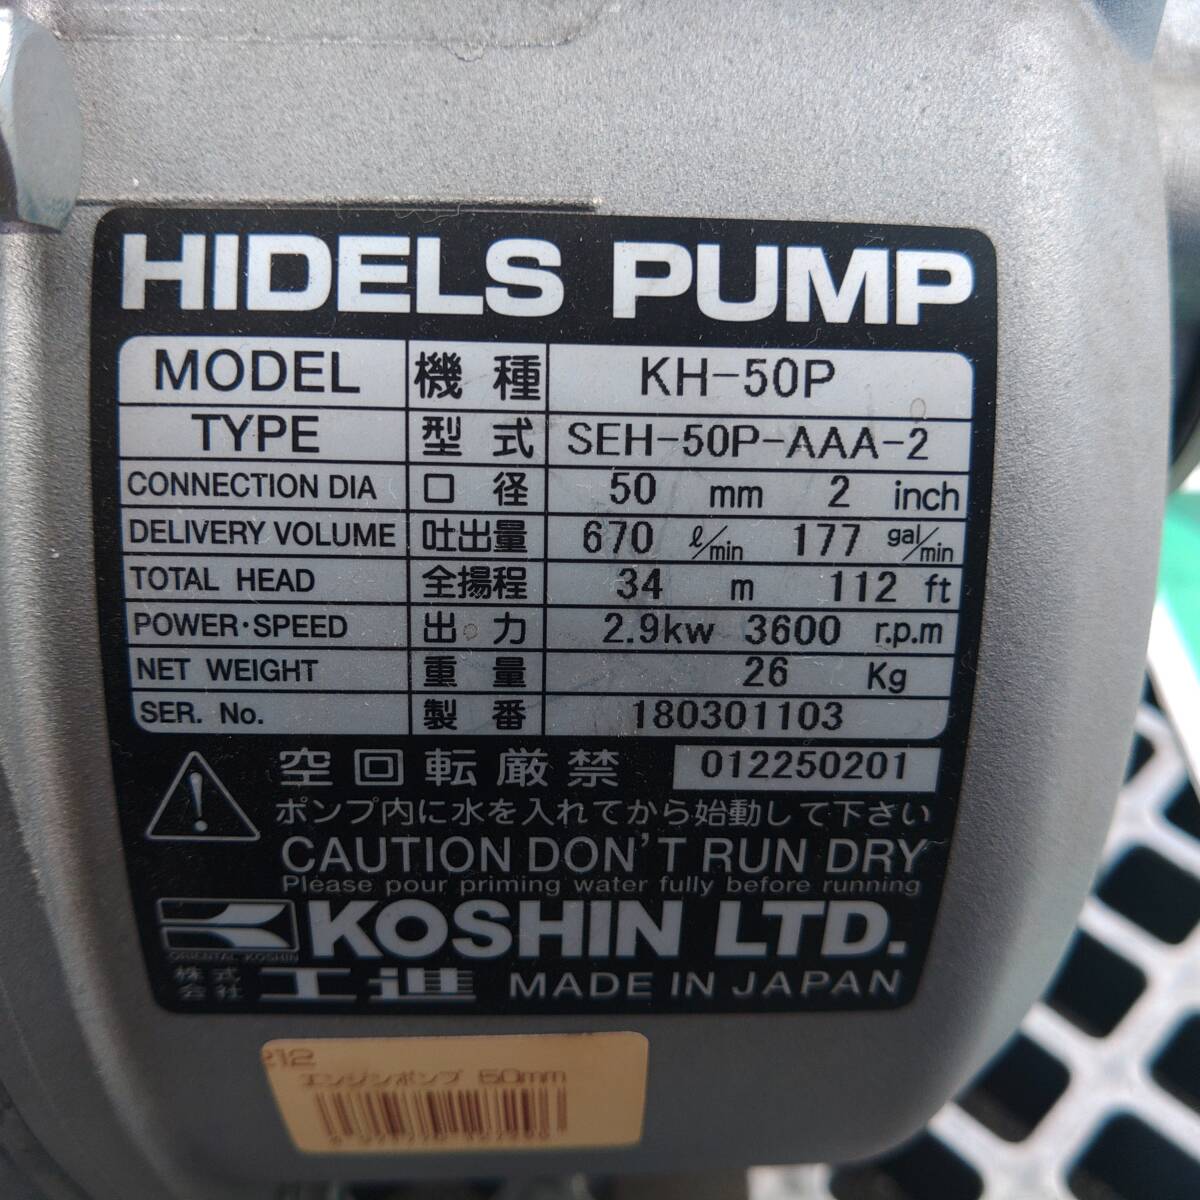 HIDELS PUMP
MODEL 機種 KH-50P
TYPE 型式 SEH-50P-AAA-2
CONNECTION DIA 口径 50 mm 2 inch
DELIVERY VOLUME 吐出量 670 ℓ/min 177 gal/min
TOTAL HEAD 全揚程 34 m 112 ft
POWER·SPEED 出力 2.9kw 3600 r.p.m
NET WEIGHT 重量 26 Kg
SER. No. 製番 180301103
空回転厳禁 012250201
ポンプ内に水を入れてから始動して下さい
CAUTION DON'T RUN DRY
Please pour priming water fully before running
KOSHIN LTD.
ORIENTAL KOSHIN
株式会社 工進 MADE IN JAPAN
212
エンジンポンプ 50mm